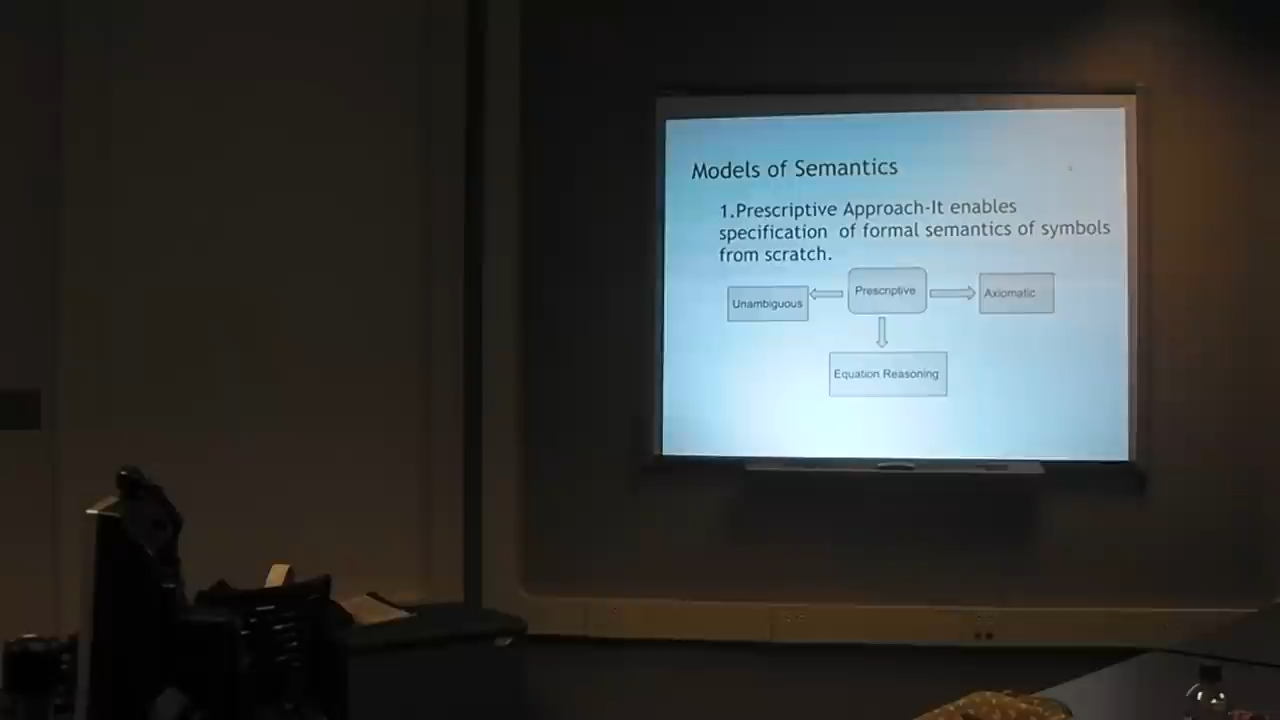 Models of Semantics
1.Prescriptive Approach-It enables
specification of formal semantics of symbols
from scratch.
Unambiguous
Prescriptive
Axiomatic
Equation Reasoning